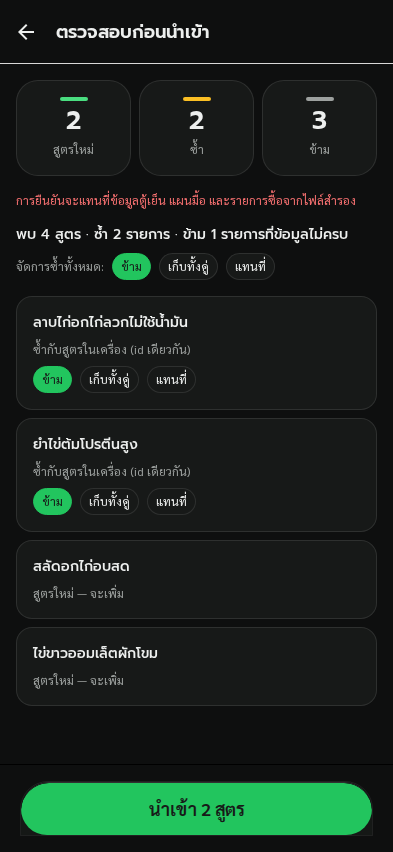 ตรวจสอบก่อนนำเข้า
2
สูตรใหม่
2
ซ้ำ
3
ข้าม
การยืนยันจะแทนที่ข้อมูลตู้เย็น แผนมื้อ และรายการซื้อจากไฟล์สำรอง
พบ 4 สูตร · ซ้ำ 2 รายการ · ข้าม 1 รายการที่ข้อมูลไม่ครบ
จัดการซ้ำทั้งหมด: ข้าม เก็บทั้งคู่ แทนที่
ลาบไก่อกไก่ลวกไม่ใช้น้ำมัน
ซ้ำกับสูตรในเครื่อง (id เดียวกัน)
ข้าม เก็บทั้งคู่ แทนที่
ยำไข่ต้มโปรตีนสูง
ซ้ำกับสูตรในเครื่อง (id เดียวกัน)
ข้าม เก็บทั้งคู่ แทนที่
สลัดอกไก่อบสด
สูตรใหม่ — จะเพิ่ม
ไข่ขาวออมเล็ตผักโขม
สูตรใหม่ — จะเพิ่ม
นำเข้า 2 สูตร